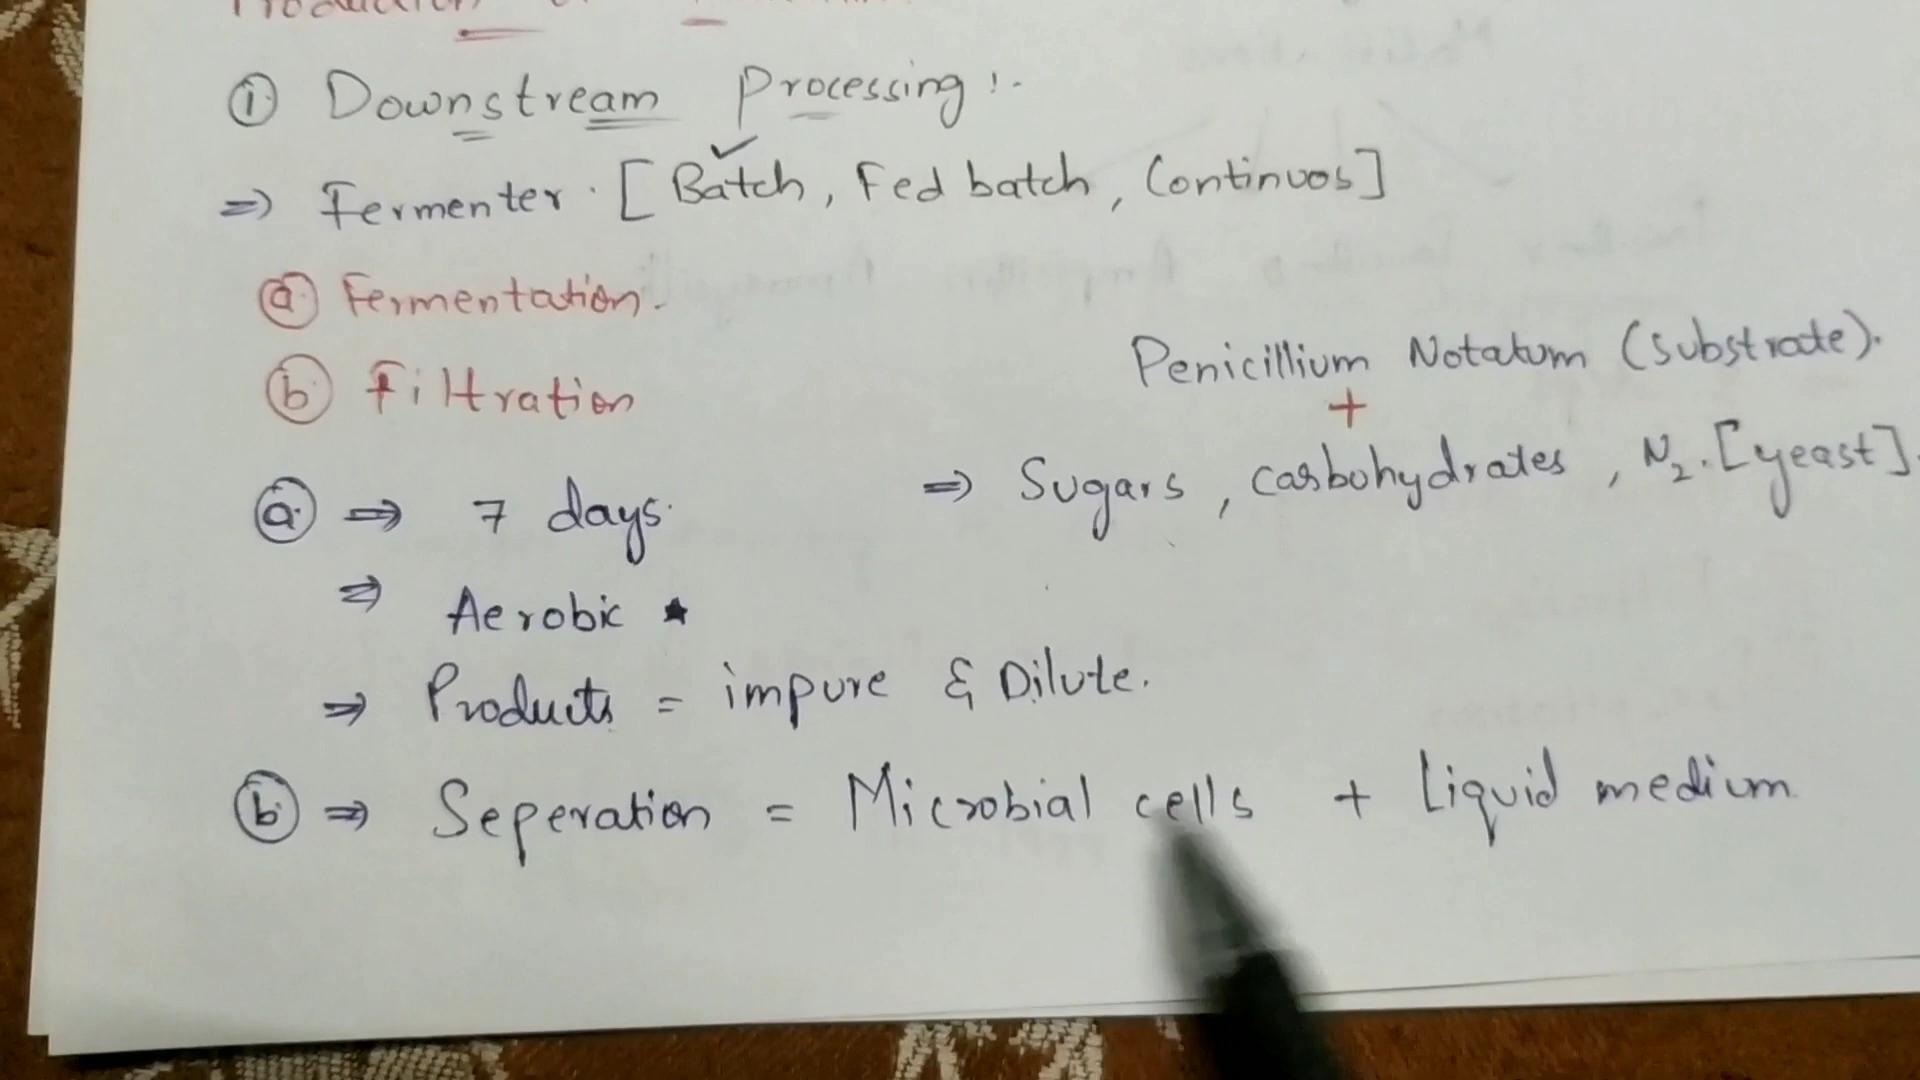 Production
① Downstream Processing :-
⇒ Fermenter . [ Batch, Fed batch, Continuos ]
ⓐ Fermentation.
ⓑ Filtration
Penicillium Notatum (substrate).
+
⇒ Sugars, carbohydrates, N₂. [yeast].
ⓐ ⇒ 7 days.
⇒ Aerobic ★
⇒ Products = impure & Dilute.
ⓑ ⇒ Seperation = Microbial cells + Liquid medium